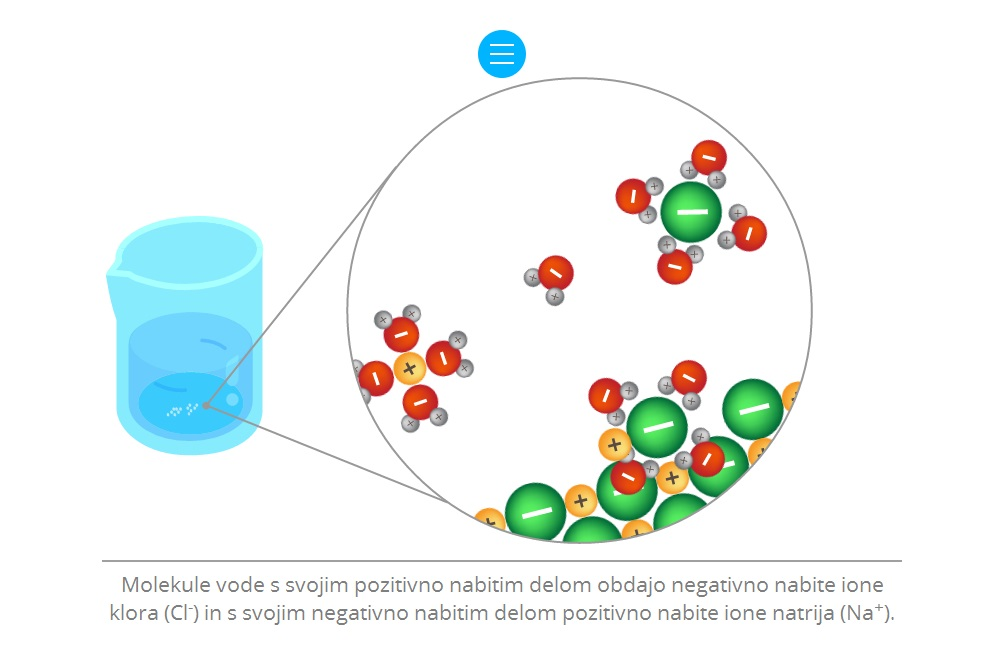 Molekule vode s svojim pozitivno nabitim delom obdajo negativno nabite ione
klora (Cl⁻) in s svojim negativno nabitim delom pozitivno nabite ione natrija (Na⁺).